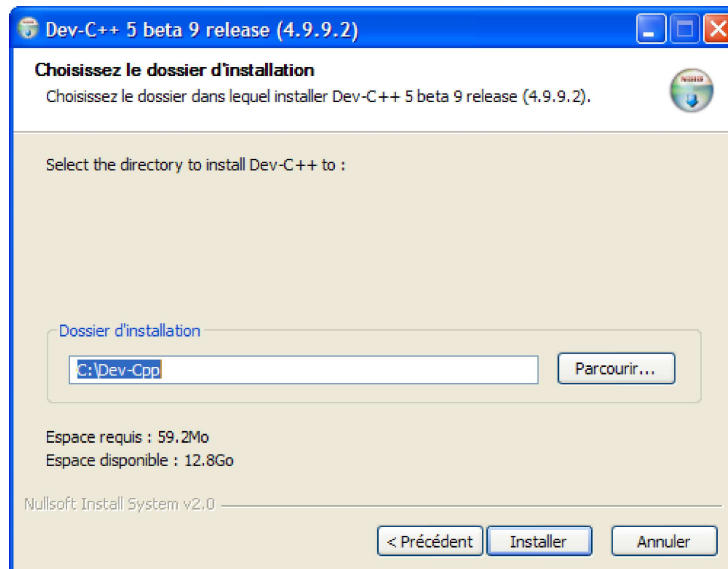 Dev-C++ 5 beta 9 release (4.9.9.2)
Choisissez le dossier d'installation
Choisissez le dossier dans lequel installer Dev-C++ 5 beta 9 release (4.9.9.2).
Select the directory to install Dev-C++ to :
Dossier d'installation
C:\Dev-Cpp
Parcourir...
Espace requis : 59.2Mo
Espace disponible : 12.8Go
Nullsoft Install System v2.0
< Précédent
Installer
Annuler